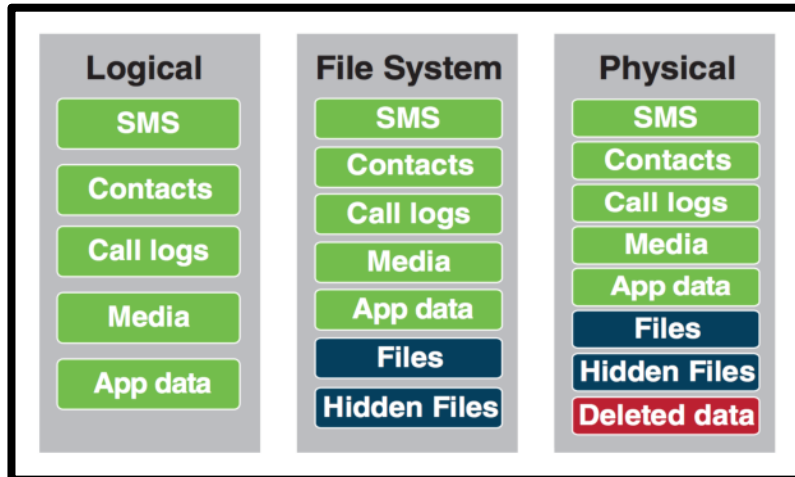 Logical
SMS
Contacts
Call logs
Media
App data
File System
SMS
Contacts
Call logs
Media
App data
Files
Hidden Files
Physical
SMS
Contacts
Call logs
Media
App data
Files
Hidden Files
Deleted data